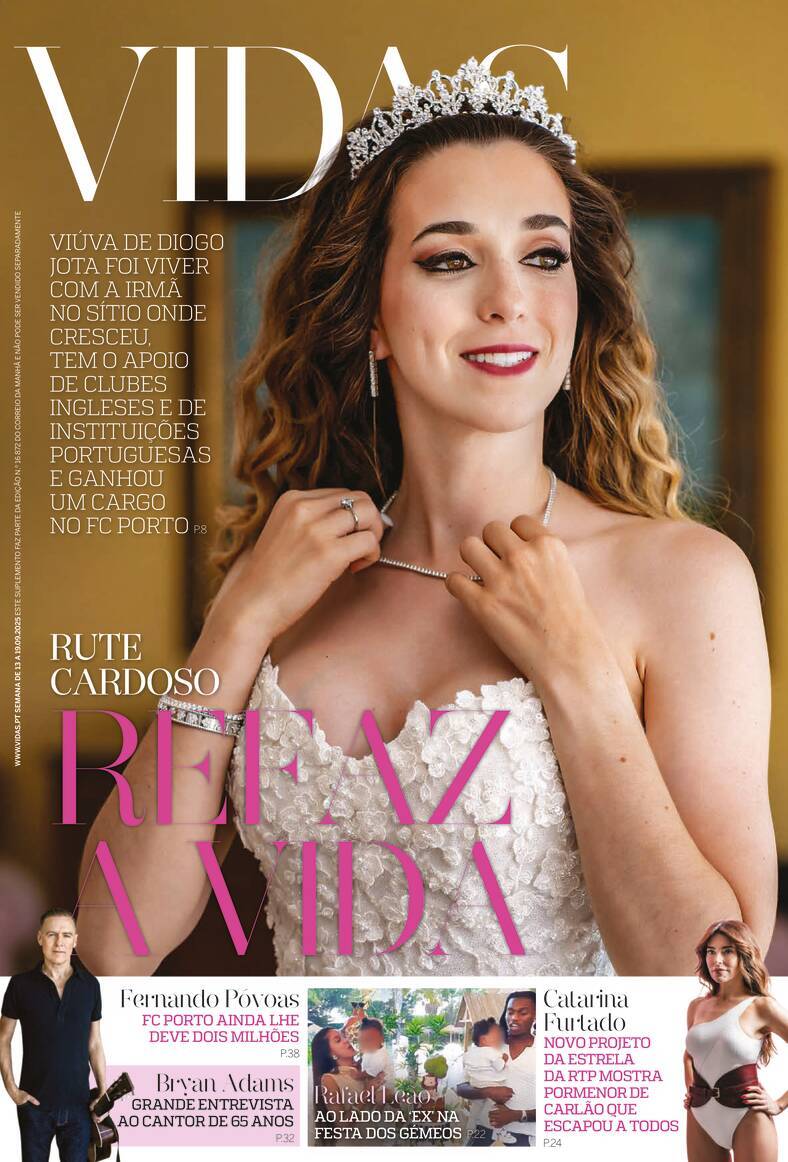 VIDAS
VIÚVA DE DIOGO
JOTA FOI VIVER
COM A IRMÃ
NO SÍTIO ONDE
CRESCEU,
TEM O APOIO
DE CLUBES
INGLESES E DE
INSTITUIÇÕES
PORTUGUESAS
E GANHOU
UM CARGO
NO FC PORTO P.8
WWW.VIDAS.PT SEMANA DE 13 A 19.09.2025 ESTE SUPLEMENTO FAZ PARTE DA EDIÇÃO N.º 16 872 DO CORREIO DA MANHÃ E NÃO PODE SER VENDIDO SEPARADAMENTE
RUTE
CARDOSO
REFAZ
A VIDA
Fernando Póvoas
FC PORTO AINDA LHE
DEVE DOIS MILHÕES
P.38
Bryan Adams
GRANDE ENTREVISTA
AO CANTOR DE 65 ANOS
P.32
Rafael Leão
AO LADO DA ‘EX’ NA
FESTA DOS GÉMEOS P.22
Catarina
Furtado
NOVO PROJETO
DA ESTRELA
DA RTP MOSTRA
PORMENOR DE
CARLÃO QUE
ESCAPOU A TODOS
P.24